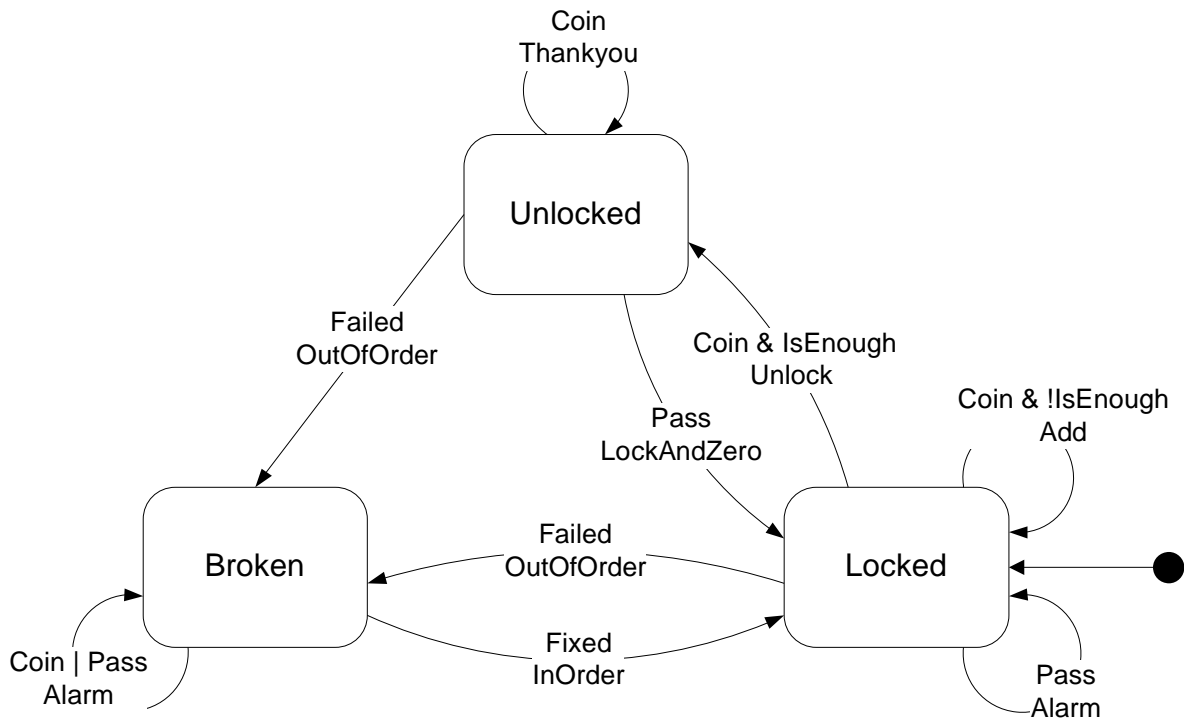 Coin
Thankyou
Unlocked
Failed
OutOfOrder
Coin & IsEnough
Unlock
Pass
LockAndZero
Coin & !IsEnough
Add
Broken
Failed
OutOfOrder
Locked
Fixed
InOrder
Coin | Pass
Alarm
Pass
Alarm